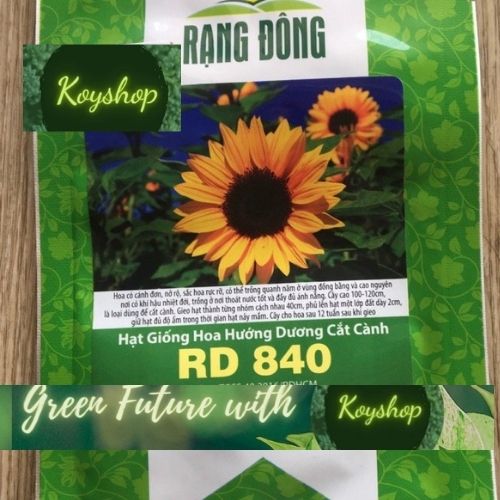 RẠNG ĐÔNG
Koyshop
Hoa có cánh đơn, nở rộ, sắc hoa rực rỡ, có thể trồng quanh năm ở vùng đồng bằng và cao nguyên
nơi có khí hậu nhiệt đới, trồng ở nơi thoát nước tốt và đầy đủ ánh nắng. Cây cao 100-120cm,
là loại dùng để cắt cành. Gieo hạt thành từng nhóm cách nhau 40cm, phủ lên hạt một lớp đất dày 2cm,
giữ hạt đủ độ ẩm trong thời gian hạt nảy mầm. Cây cho hoa sau 12 tuần sau khi gieo
Hạt Giống Hoa Hướng Dương Cắt Cành
RD 840
Green Future with
Koyshop